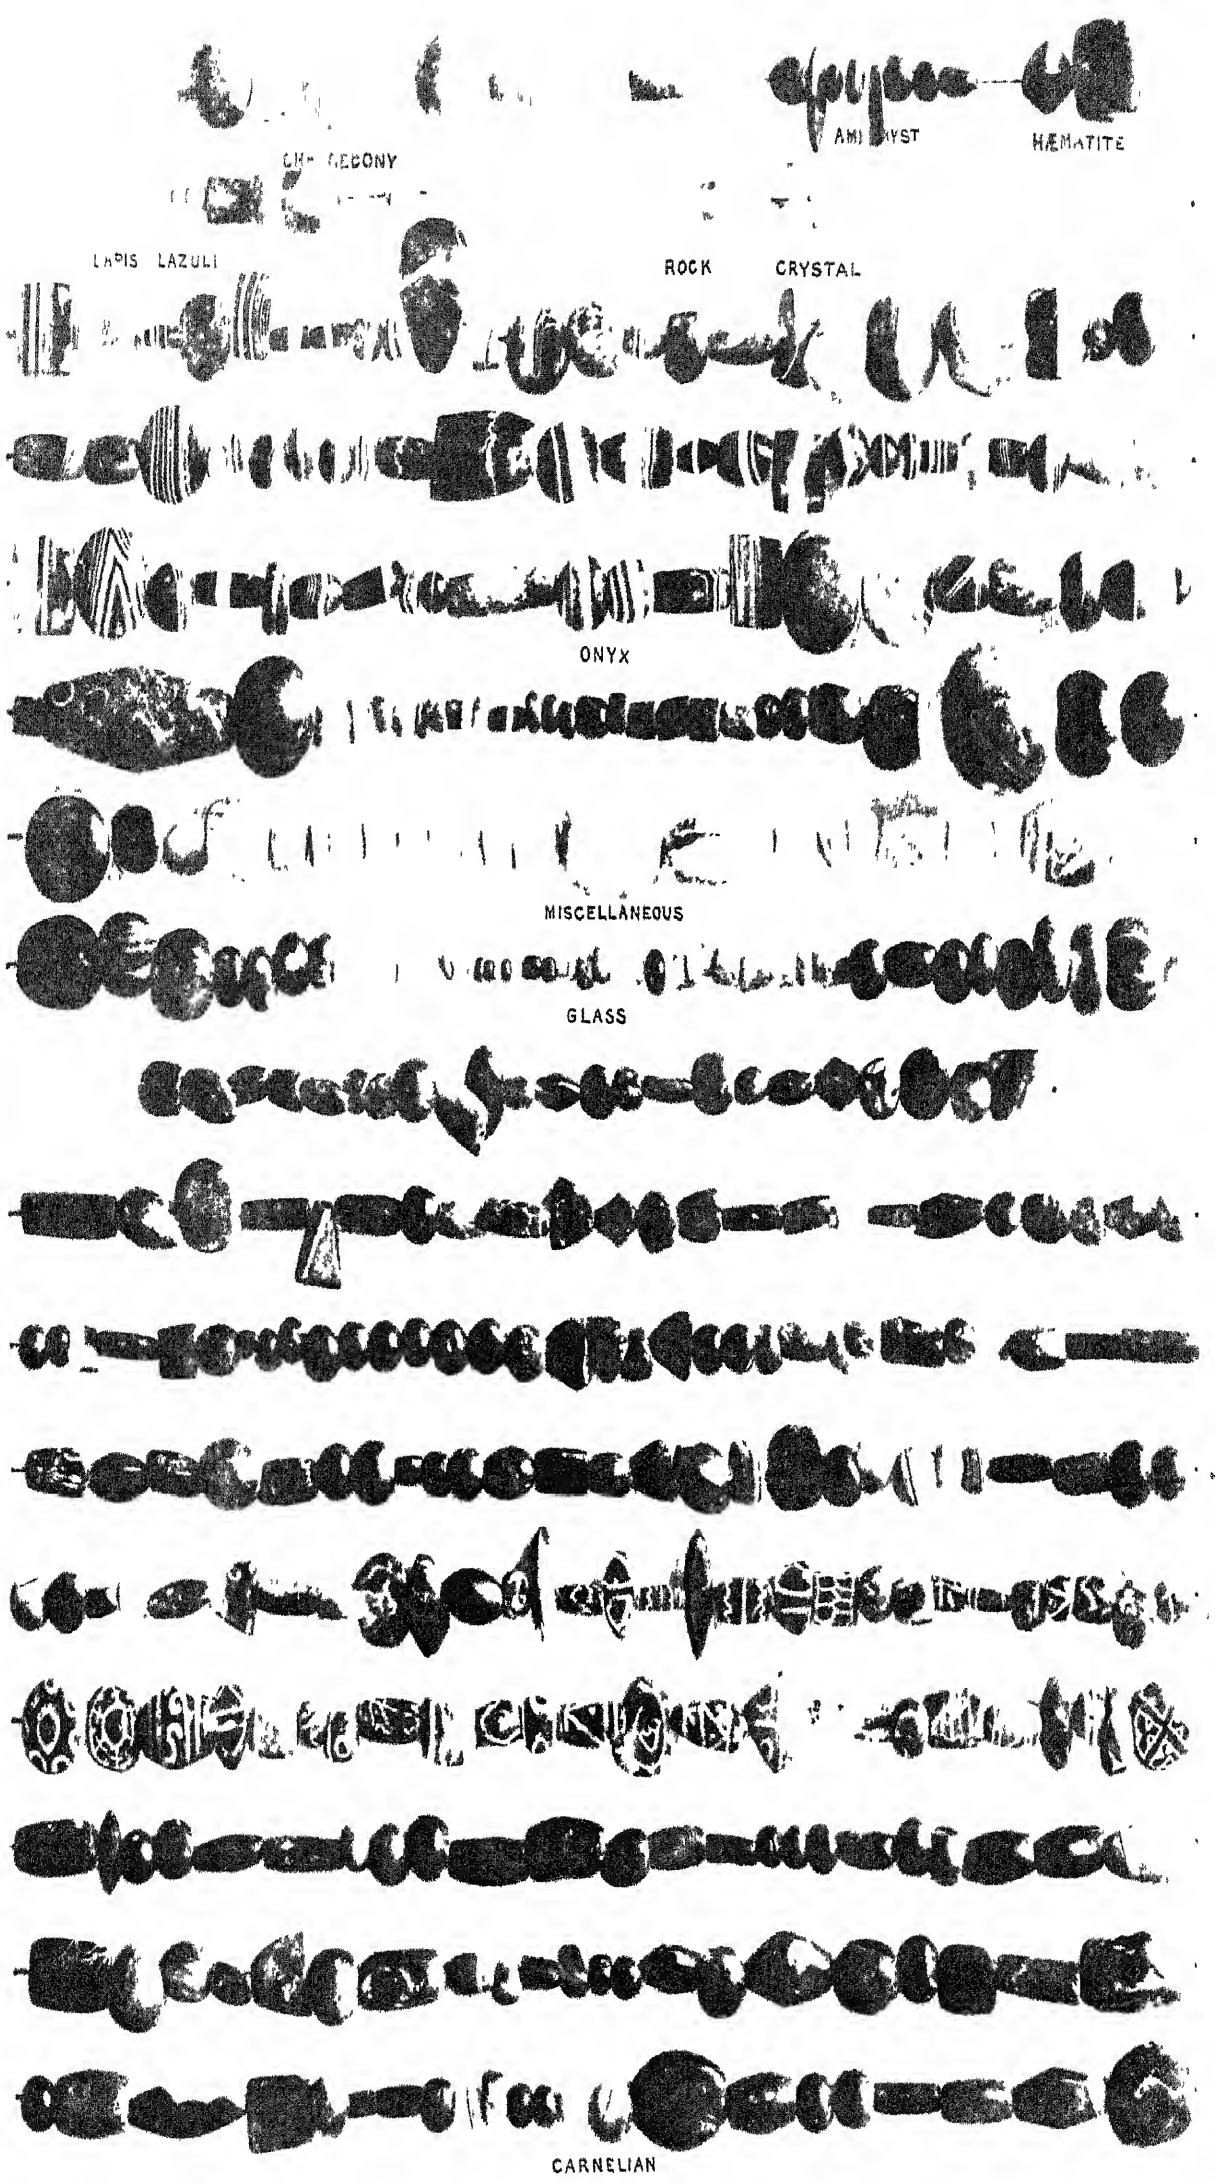 HÆMATITE
LAPIS LAZULI
ROCK CRYSTAL
ONYX
MISCELLANEOUS
GLASS
CARNELIAN